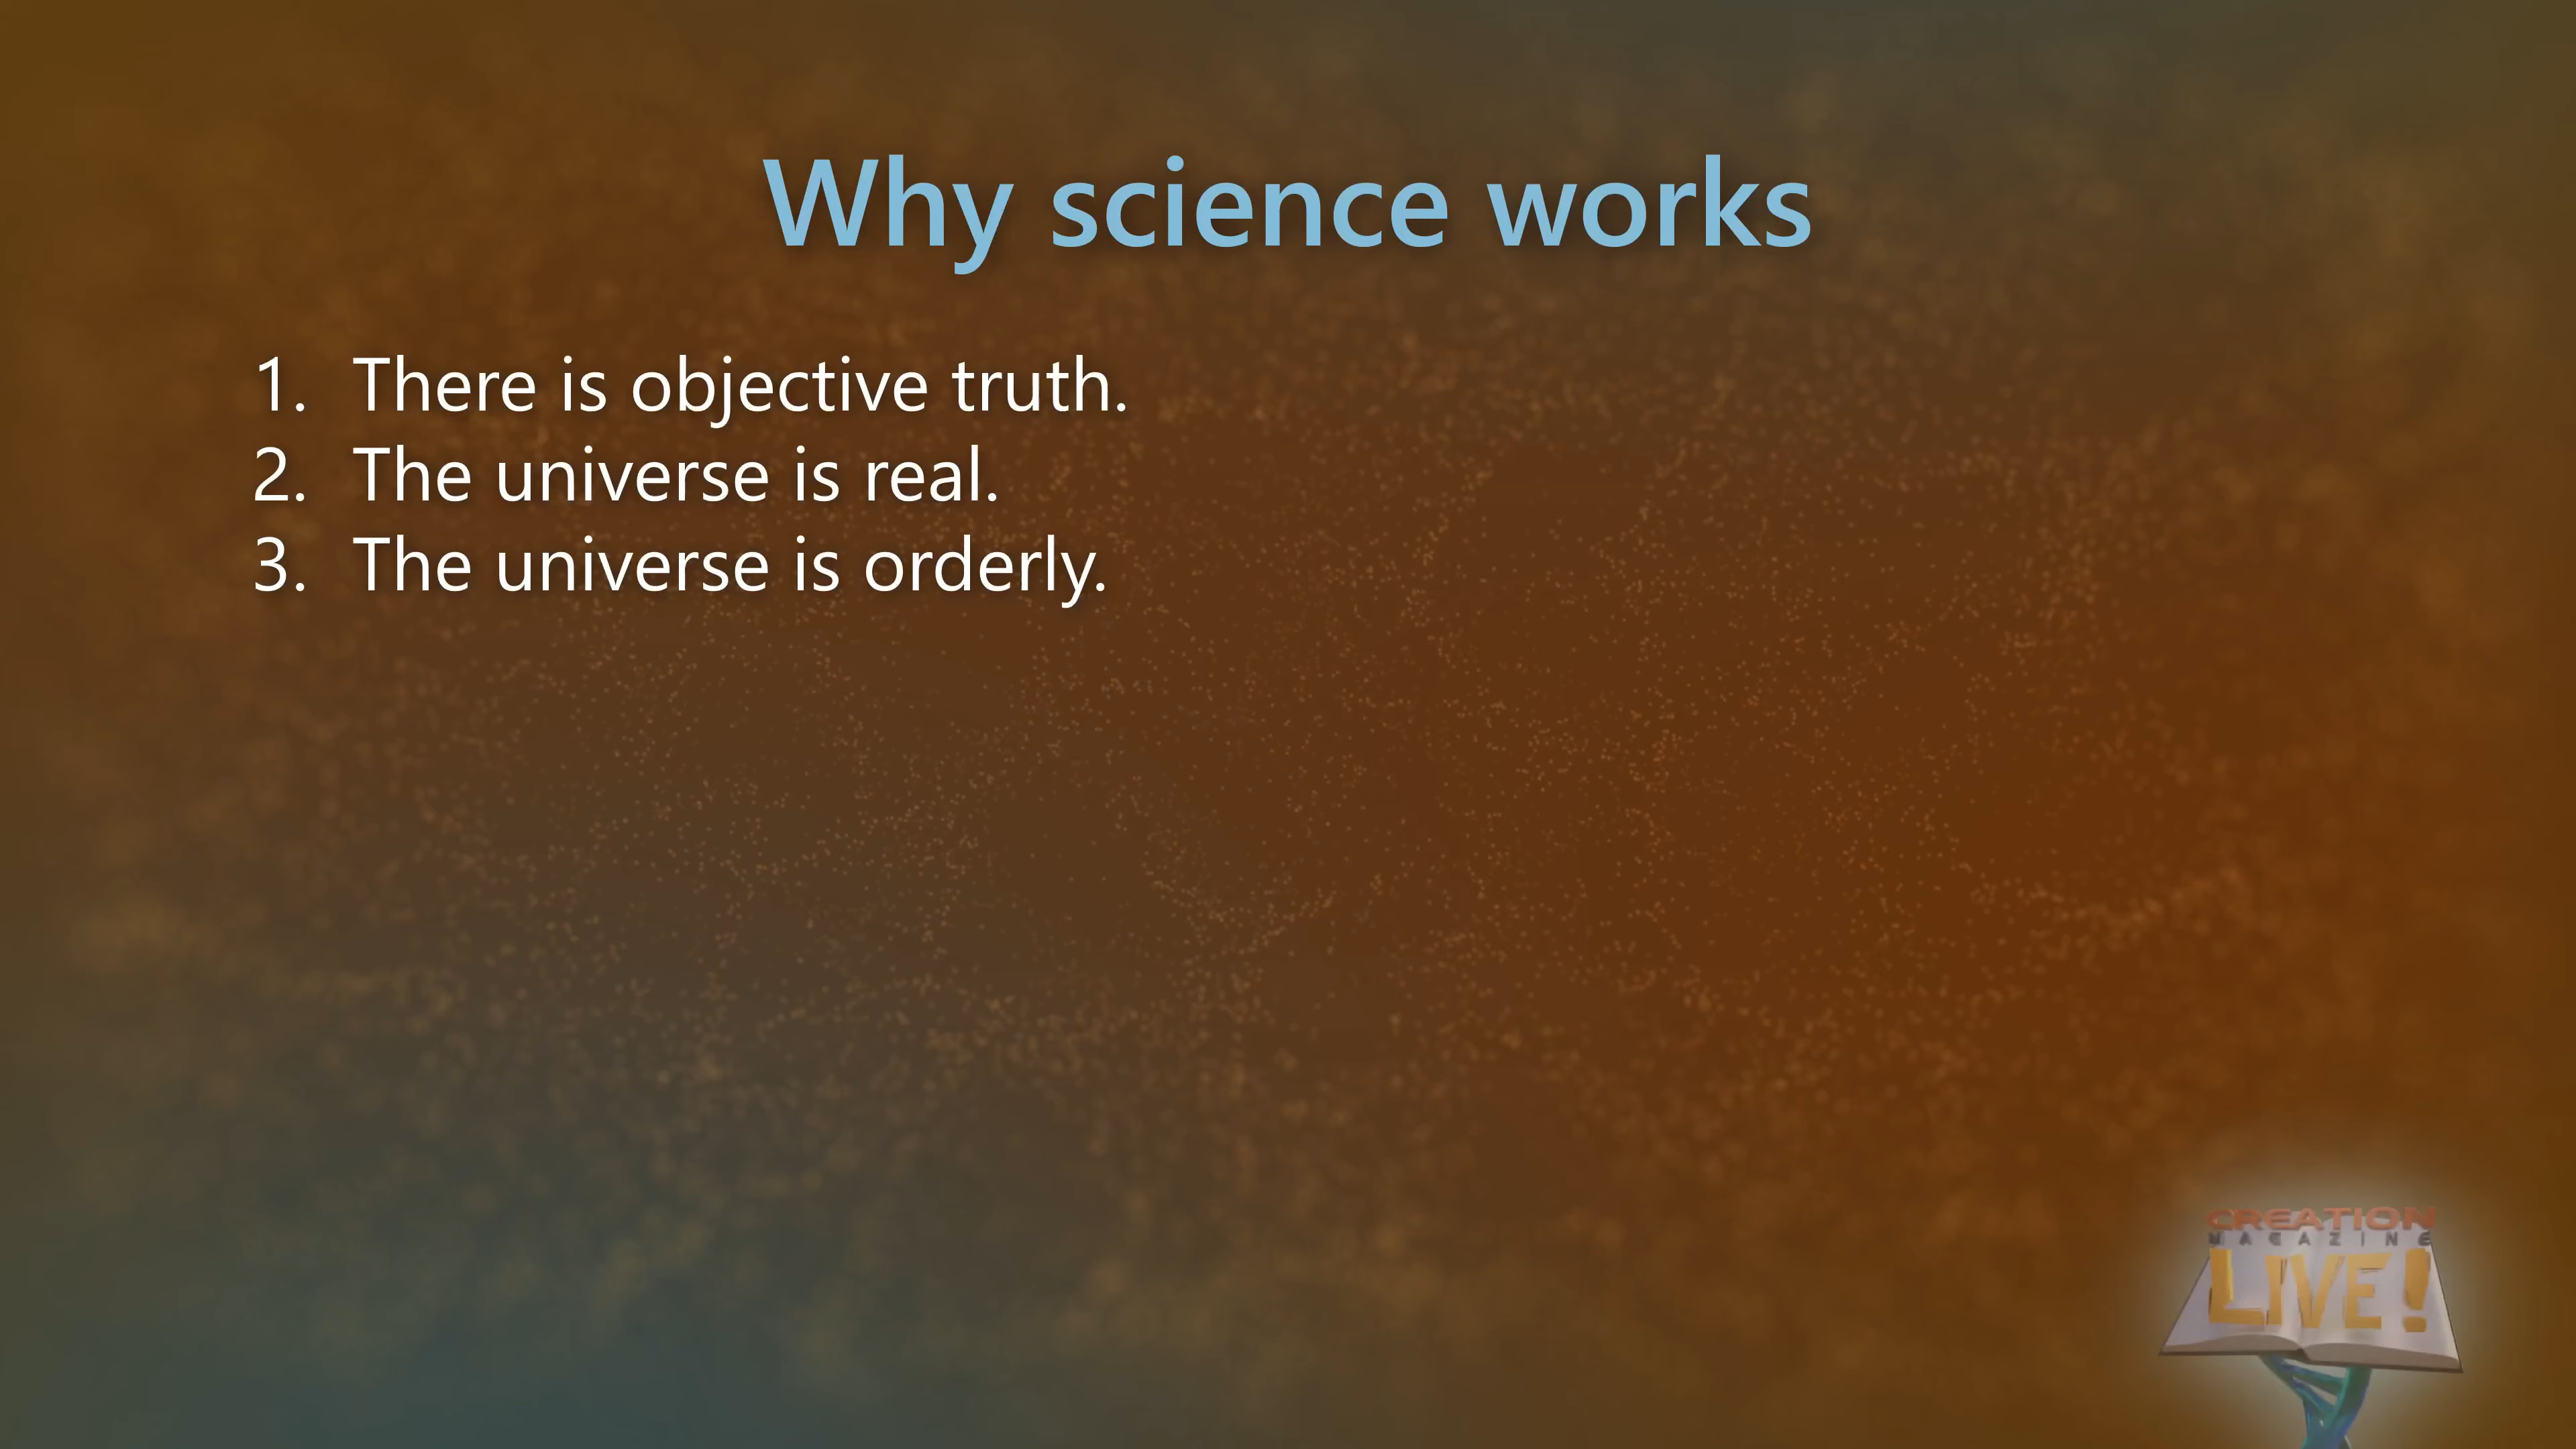 Why science works
1. There is objective truth.
2. The universe is real.
3. The universe is orderly.
CREATION
MAGAZINE
LIVE!